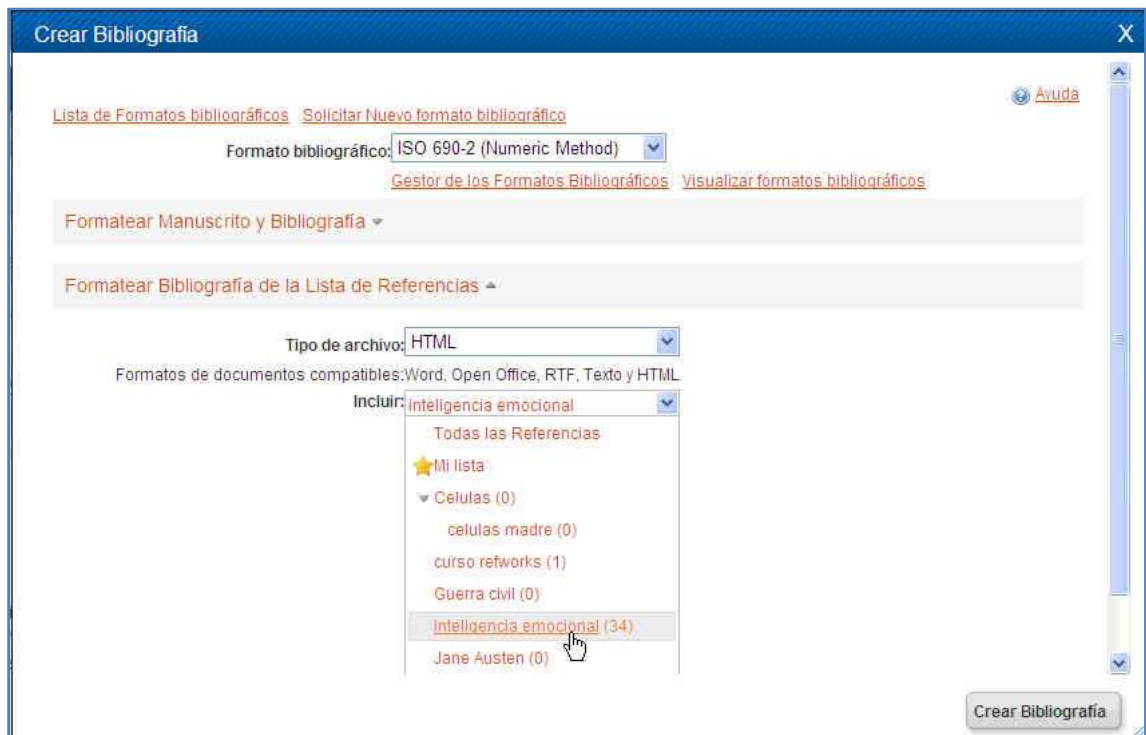 Crear Bibliografía X
Ayuda
Lista de Formatos bibliográficos Solicitar Nuevo formato bibliográfico
Formato bibliográfico: ISO 690-2 (Numeric Method)
Gestor de los Formatos Bibliográficos Visualizar formatos bibliográficos
Formatear Manuscrito y Bibliografía
Formatear Bibliografía de la Lista de Referencias
Tipo de archivo: HTML
Formatos de documentos compatibles: Word, Open Office, RTF, Texto y HTML
Incluir: inteligencia emocional
Todas las Referencias
Mi lista
Celulas (0)
celulas madre (0)
curso refworks (1)
Guerra civil (0)
inteligencia emocional (34)
Jane Austen (0)
Crear Bibliografía